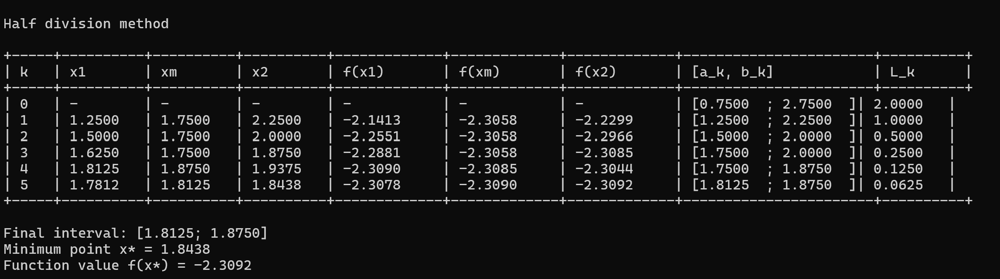 Half division method
+-----+----------+----------+----------+-------------+-------------+-------------+-----------------------+----------+
| k   | x1       | xm       | x2       | f(x1)       | f(xm)       | f(x2)       | [a_k, b_k]            | L_k      |
+-----+----------+----------+----------+-------------+-------------+-------------+-----------------------+----------+
| 0   | -        | -        | -        | -           | -           | -           | [0.7500  ; 2.7500  ]| 2.0000   |
| 1   | 1.2500   | 1.7500   | 2.2500   | -2.1413     | -2.3058     | -2.2299     | [1.2500  ; 2.2500  ]| 1.0000   |
| 2   | 1.5000   | 1.7500   | 2.0000   | -2.2551     | -2.3058     | -2.2966     | [1.5000  ; 2.0000  ]| 0.5000   |
| 3   | 1.6250   | 1.7500   | 1.8750   | -2.2881     | -2.3058     | -2.3085     | [1.7500  ; 2.0000  ]| 0.2500   |
| 4   | 1.8125   | 1.8750   | 1.9375   | -2.3090     | -2.3085     | -2.3044     | [1.7500  ; 1.8750  ]| 0.1250   |
| 5   | 1.7812   | 1.8125   | 1.8438   | -2.3078     | -2.3090     | -2.3092     | [1.8125  ; 1.8750  ]| 0.0625   |
+-----+----------+----------+----------+-------------+-------------+-------------+-----------------------+----------+
Final interval: [1.8125; 1.8750]
Minimum point x* = 1.8438
Function value f(x*) = -2.3092